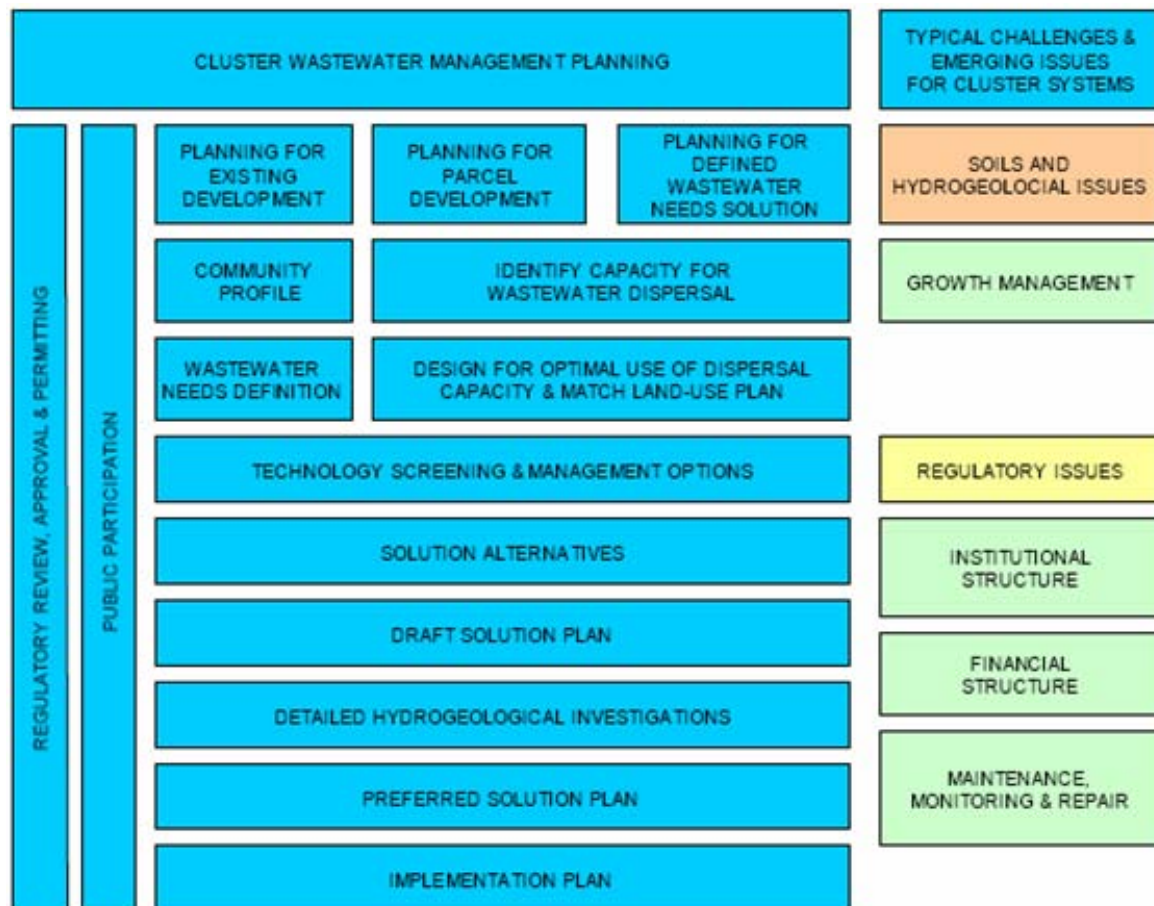 CLUSTER WASTEWATER MANAGEMENT PLANNING
TYPICAL CHALLENGES &
EMERGING ISSUES
FOR CLUSTER SYSTEMS
REGULATORY REVIEW, APPROVAL & PERMITTING
PUBLIC PARTICIPATION
PLANNING FOR
EXISTING
DEVELOPMENT
PLANNING FOR
PARCEL
DEVELOPMENT
PLANNING FOR
DEFINED
WASTEWATER
NEEDS SOLUTION
SOILS AND
HYDROGEOLOCIAL ISSUES
COMMUNITY
PROFILE
IDENTIFY CAPACITY FOR
WASTEWATER DISPERSAL
GROWTH MANAGEMENT
WASTEWATER
NEEDS DEFINITION
DESIGN FOR OPTIMAL USE OF DISPERSAL
CAPACITY & MATCH LAND-USE PLAN
TECHNOLOGY SCREENING & MANAGEMENT OPTIONS
REGULATORY ISSUES
SOLUTION ALTERNATIVES
INSTITUTIONAL
STRUCTURE
DRAFT SOLUTION PLAN
FINANCIAL
STRUCTURE
DETAILED HYDROGEOLOGICAL INVESTIGATIONS
PREFERRED SOLUTION PLAN
MAINTENANCE,
MONITORING & REPAIR
IMPLEMENTATION PLAN